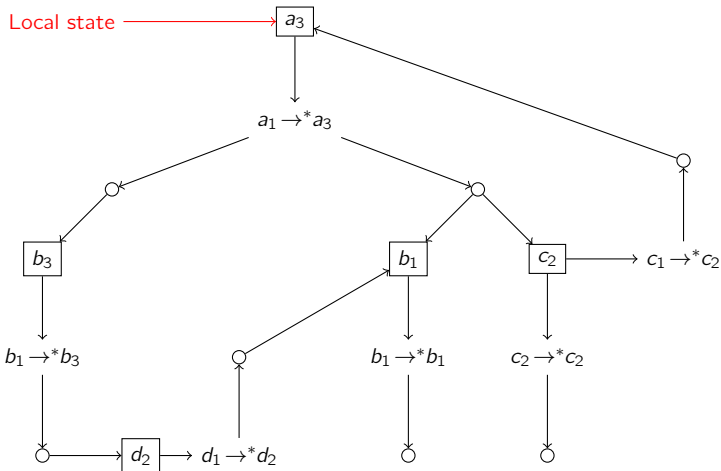 Local state
a₃
a₁→*a₃
b₃
b₁
c₂
c₁→*c₂
b₁→*b₃
b₁→*b₁
c₂→*c₂
d₂
d₁→*d₂